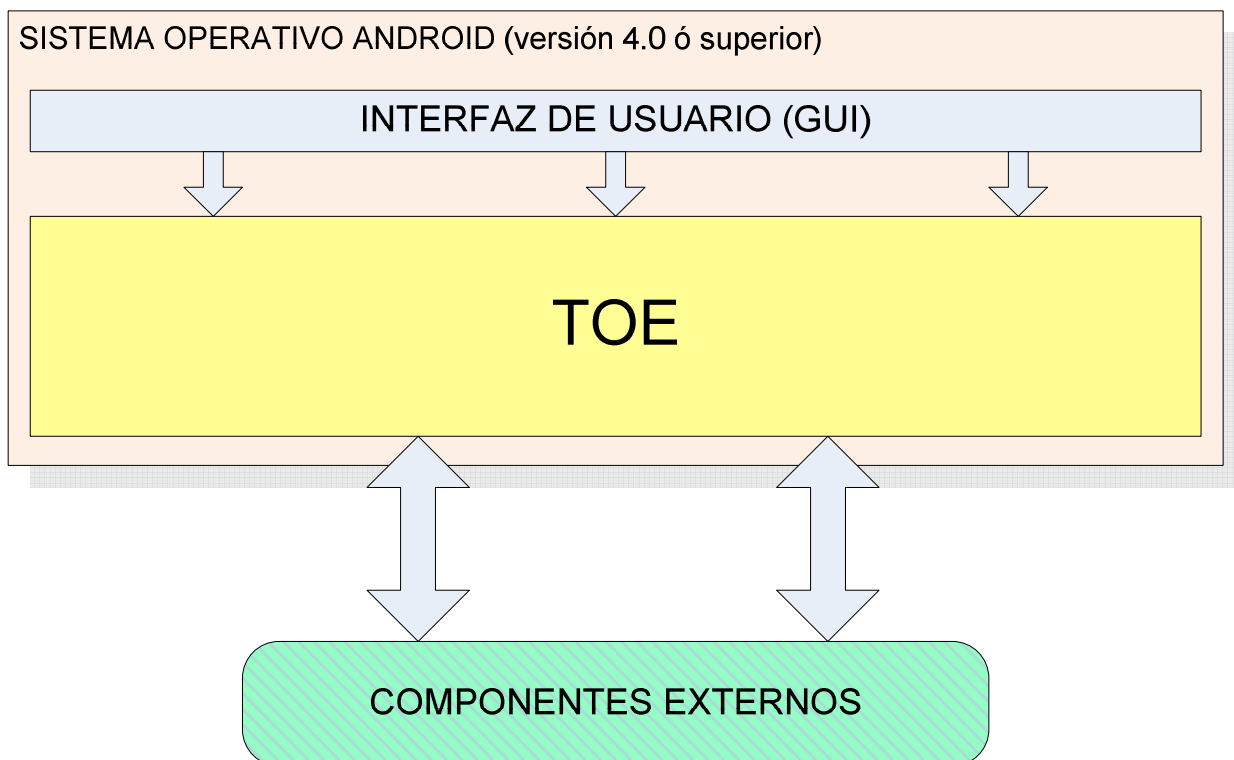 SISTEMA OPERATIVO ANDROID (versión 4.0 ó superior)
INTERFAZ DE USUARIO (GUI)
TOE
COMPONENTES EXTERNOS